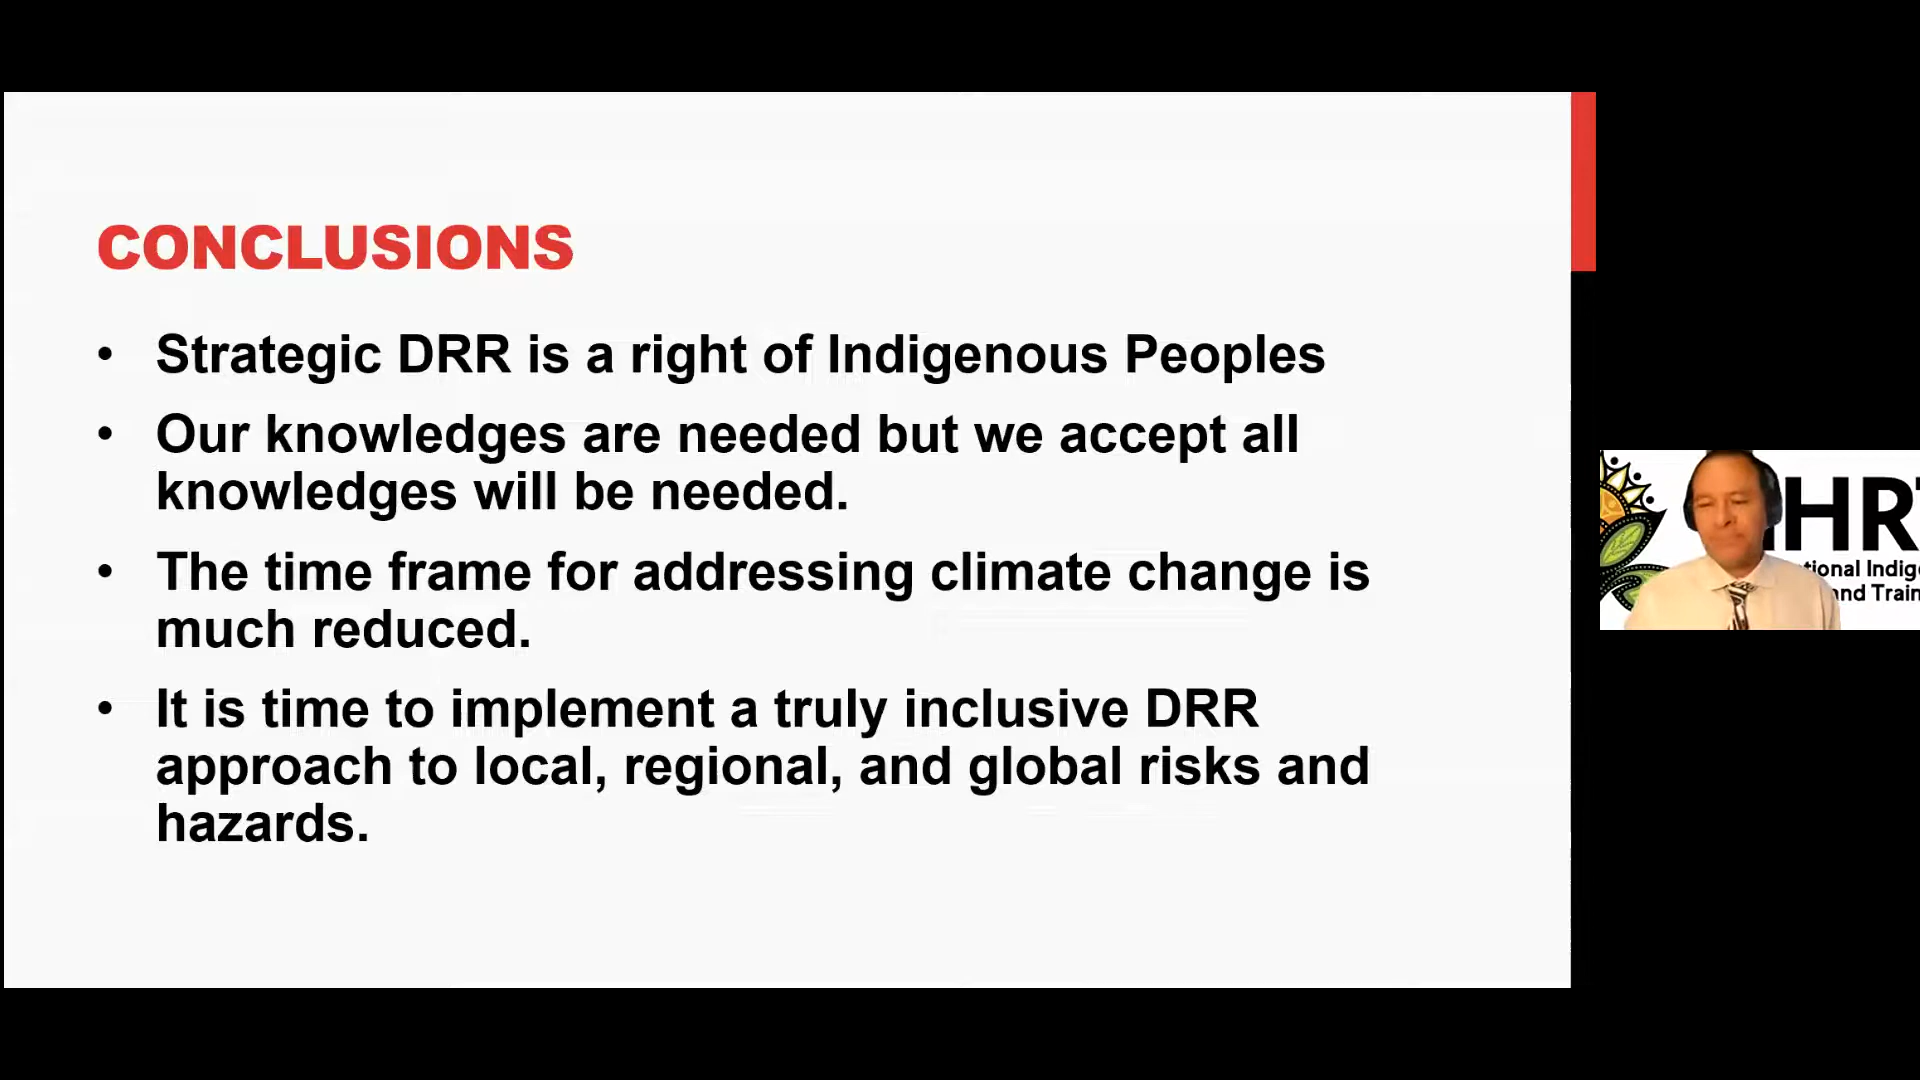 CONCLUSIONS
• Strategic DRR is a right of Indigenous Peoples
• Our knowledges are needed but we accept all
knowledges will be needed.
• The time frame for addressing climate change is
much reduced.
• It is time to implement a truly inclusive DRR
approach to local, regional, and global risks and
hazards.
HR
and